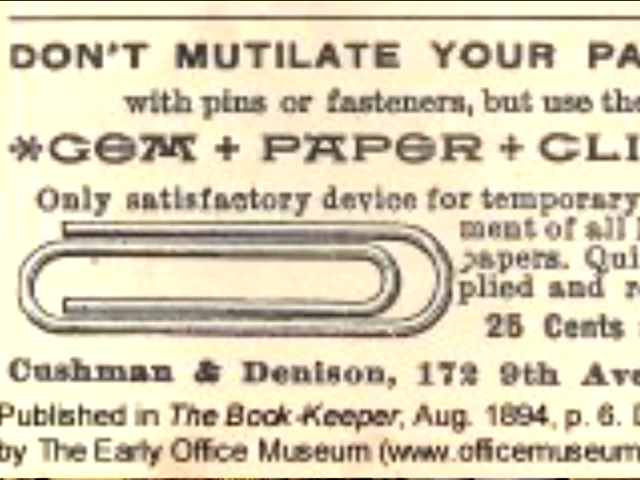 DON'T MUTILATE YOUR PA
with pins or fasteners, but use the
*GEM + PAPER + CLI
Only satisfactory device for temporary
ment of all
papers. Qui
plied and r
25 Cents
Cushman & Denison, 172 9th Ave
Published in The Book-Keeper, Aug. 1894, p. 6.
by The Early Office Museum (www.officemuseum